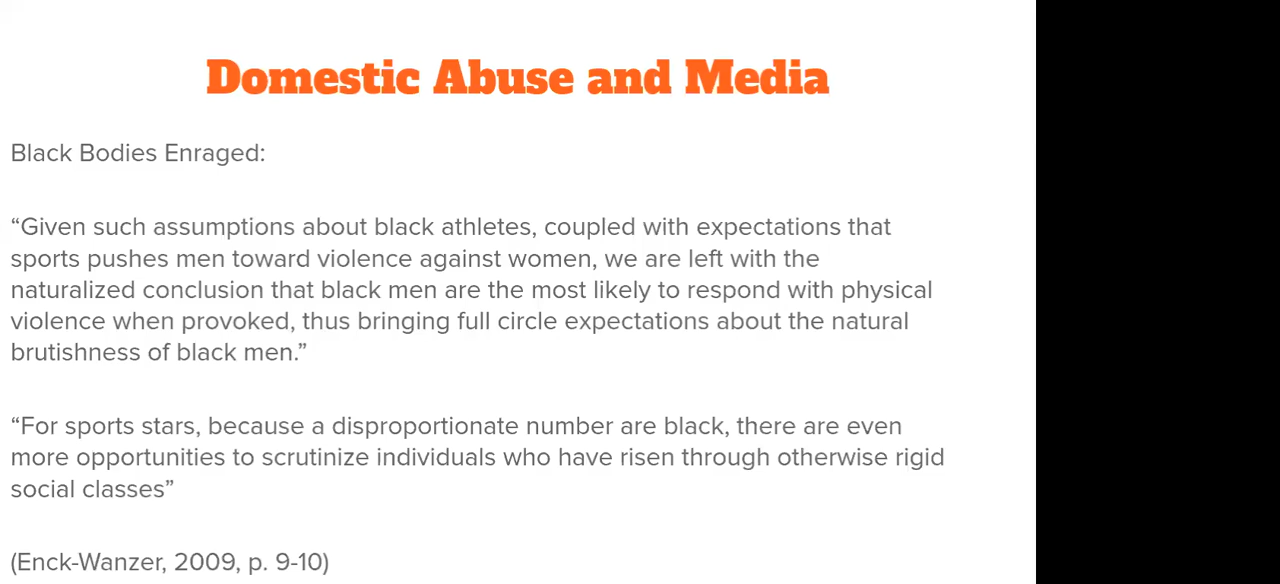 Domestic Abuse and Media
Black Bodies Enraged:
“Given such assumptions about black athletes, coupled with expectations that
sports pushes men toward violence against women, we are left with the
naturalized conclusion that black men are the most likely to respond with physical
violence when provoked, thus bringing full circle expectations about the natural
brutishness of black men.”
“For sports stars, because a disproportionate number are black, there are even
more opportunities to scrutinize individuals who have risen through otherwise rigid
social classes”
(Enck-Wanzer, 2009, p. 9-10)